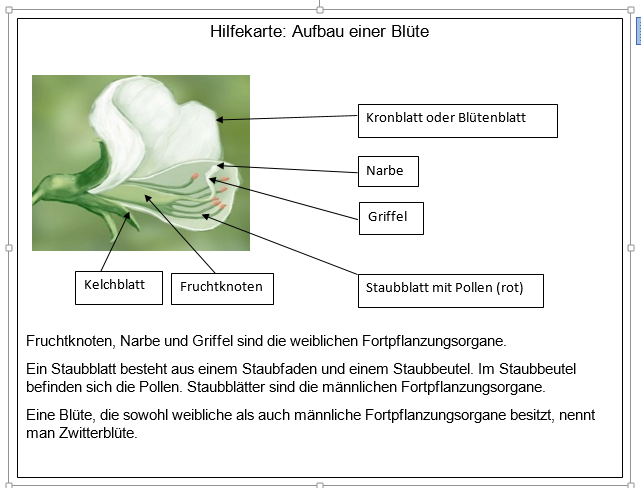 Hilfekarte: Aufbau einer Blüte
Kronblatt oder Blütenblatt
Narbe
Griffel
Kelchblatt
Fruchtknoten
Staubblatt mit Pollen (rot)
Fruchtknoten, Narbe und Griffel sind die weiblichen Fortpflanzungsorgane.
Ein Staubblatt besteht aus einem Staubfaden und einem Staubbeutel. Im Staubbeutel
befinden sich die Pollen. Staubblätter sind die männlichen Fortpflanzungsorgane.
Eine Blüte, die sowohl weibliche als auch männliche Fortpflanzungsorgane besitzt, nennt
man Zwitterblüte.